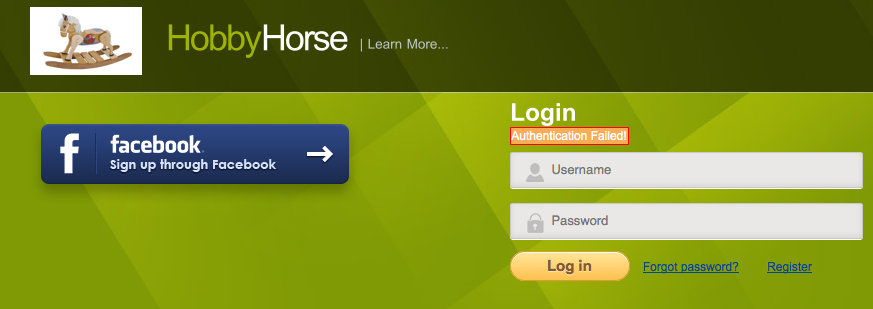 HobbyHorse | Learn More...
Login
Authentication Failed!
f facebook.
Sign up through Facebook
Username
Password
Log in Forgot password? Register